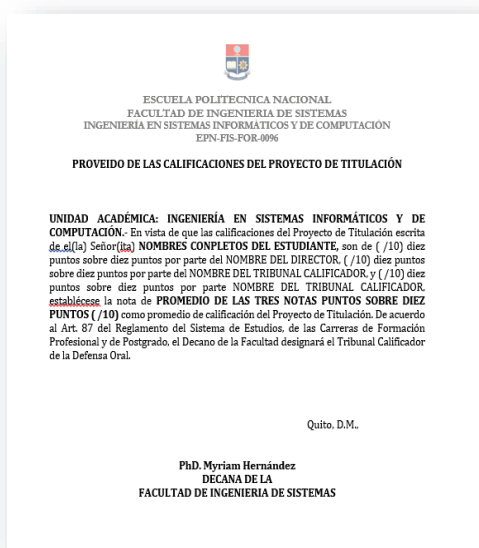 ESCUELA POLITECNICA NACIONAL
FACULTAD DE INGENIERIA DE SISTEMAS
INGENIERÍA EN SISTEMAS INFORMÁTICOS Y DE COMPUTACIÓN
EPN-FIS-FOR-0096
PROVEIDO DE LAS CALIFICACIONES DEL PROYECTO DE TITULACIÓN
UNIDAD ACADÉMICA: INGENIERÍA EN SISTEMAS INFORMÁTICOS Y DE
COMPUTACIÓN.- En vista de que las calificaciones del Proyecto de Titulación escrita
de el(la) Señor(ita) NOMBRES CONPLETOS DEL ESTUDIANTE, son de ( /10) diez
puntos sobre diez puntos por parte del NOMBRE DEL DIRECTOR, ( /10) diez puntos
sobre diez puntos por parte del NOMBRE DEL TRIBUNAL CALIFICADOR, y ( /10) diez
puntos sobre diez puntos por parte NOMBRE DEL TRIBUNAL CALIFICADOR,
establécese la nota de PROMEDIO DE LAS TRES NOTAS PUNTOS SOBRE DIEZ
PUNTOS ( /10) como promedio de calificación del Proyecto de Titulación. De acuerdo
al Art. 87 del Reglamento del Sistema de Estudios, de las Carreras de Formación
Profesional y de Postgrado, el Decano de la Facultad designará el Tribunal Calificador
de la Defensa Oral.
Quito, D.M.,
PhD. Myriam Hernández
DECANA DE LA
FACULTAD DE INGENIERIA DE SISTEMAS